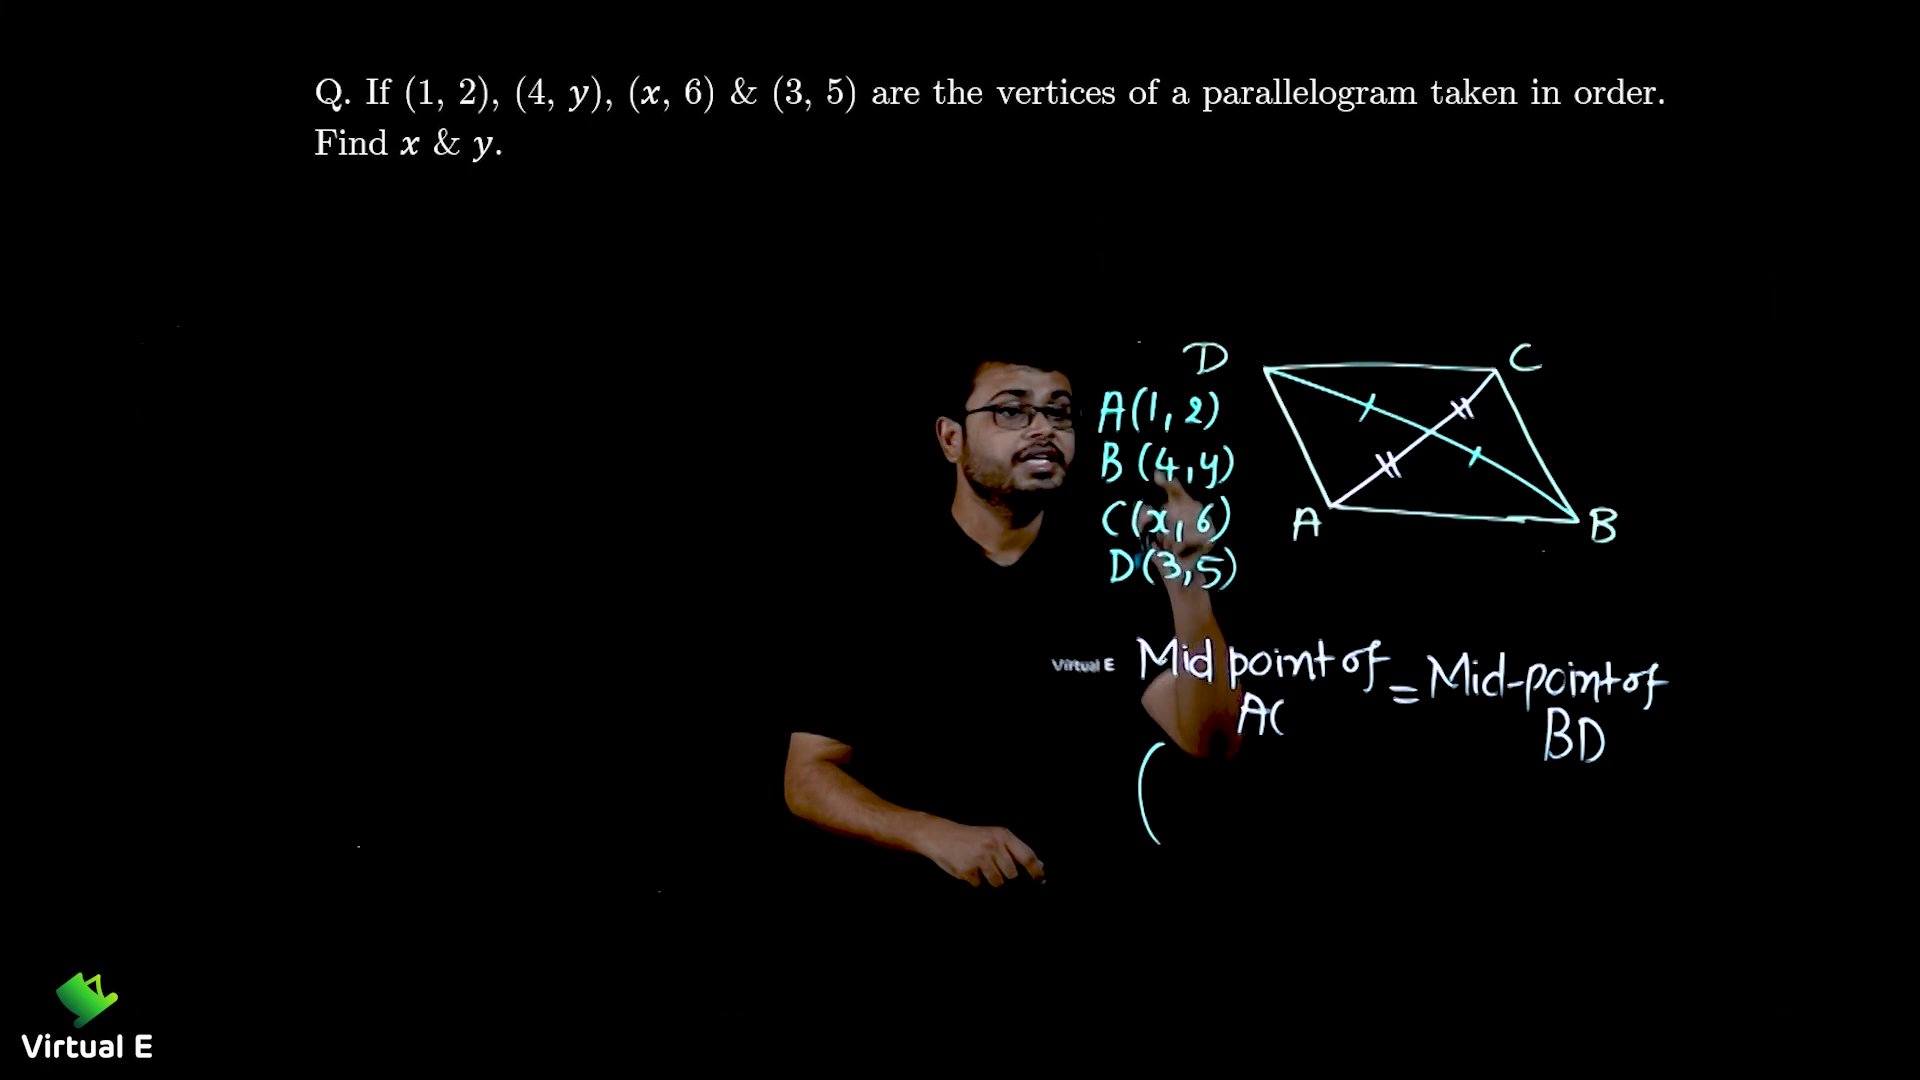 Q. If (1, 2), (4, y), (x, 6) & (3, 5) are the vertices of a parallelogram taken in order.
Find x & y.
D
C
A(1, 2)
B (4, y)
C(x, 6)
D(3, 5)
A
B
Virtual E
Mid point of AC = Mid-point of BD
(
Virtual E